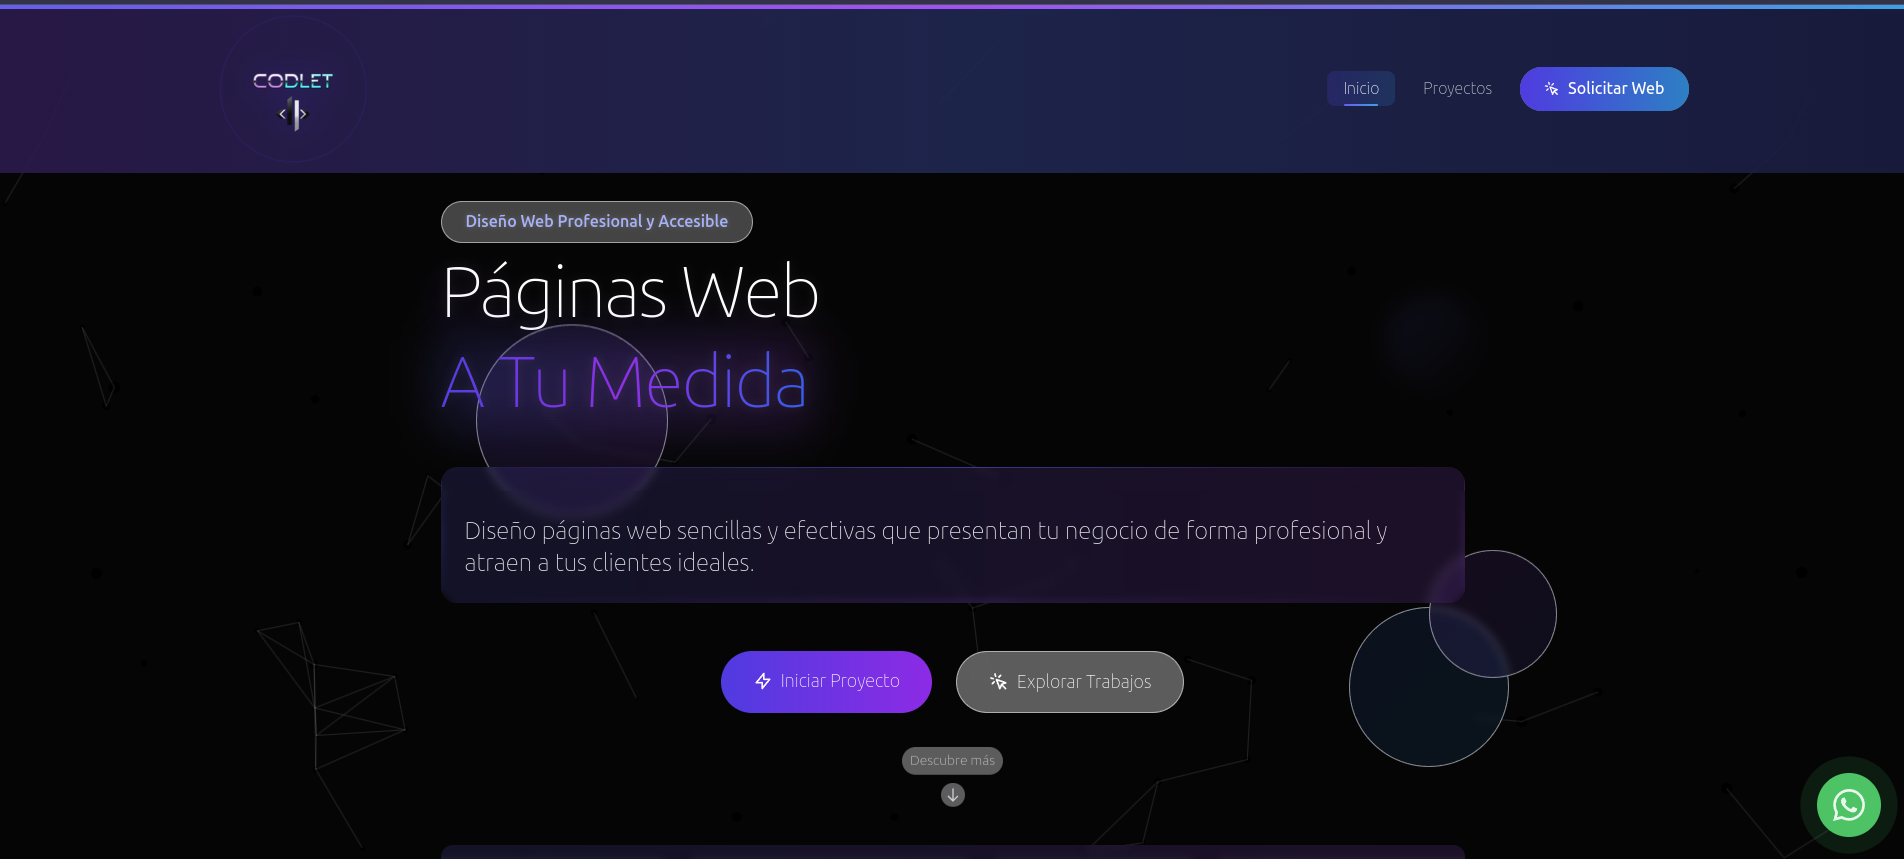 CODLET
Inicio
Proyectos
Solicitar Web
Diseño Web Profesional y Accesible
Páginas Web
A Tu Medida
Diseño páginas web sencillas y efectivas que presentan tu negocio de forma profesional y
atraen a tus clientes ideales.
Iniciar Proyecto
Explorar Trabajos
Descubre más